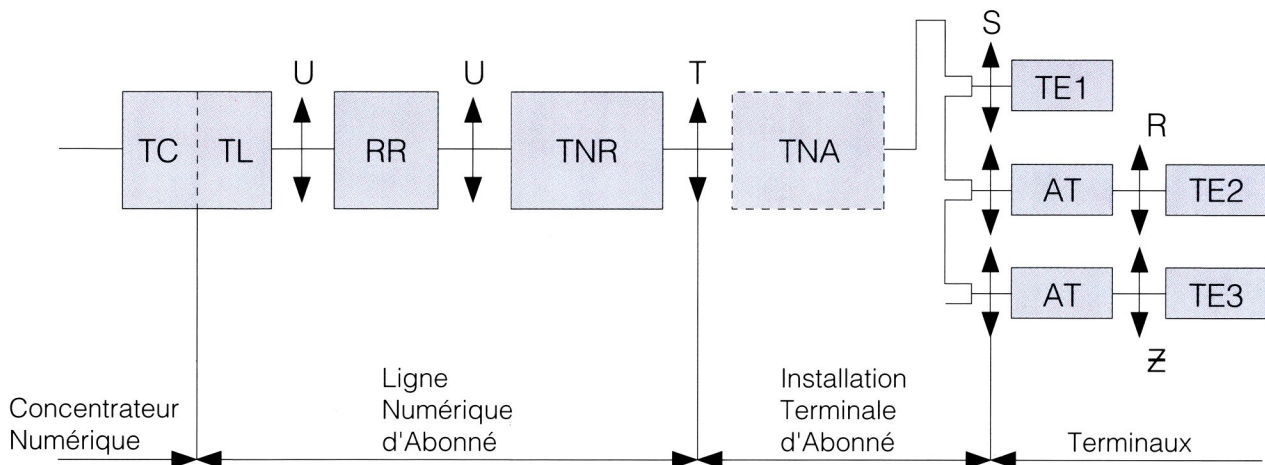 S
U
U
T
TE1
TC
TL
RR
TNR
TNA
R
AT
TE2
AT
TE3
Ƶ
Concentrateur
Numérique
Ligne
Numérique
d'Abonné
Installation
Terminale
d'Abonné
Terminaux